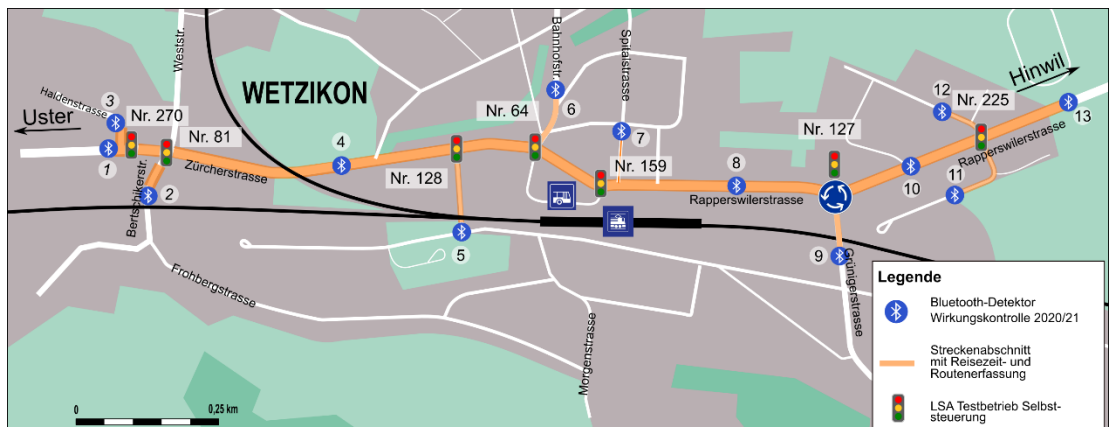 Uster
Haldenstrasse
3
Nr. 270
1
Weststr.
Nr. 81
Bertschikerstr.
2
Zürcherstrasse
WETZIKON
4
Nr. 128
5
Frohbergstrasse
Nr. 64
Bahnhofstr.
6
Spitalstrasse
7
Nr. 159
8
Rapperswilerstrasse
Morgenstrasse
Nr. 127
9
Grünigerstrasse
10
11
12
Nr. 225
Rapperswilerstrasse
Hinwil
13
0
0,25 km
Legende
Bluetooth-Detektor
Wirkungskontrolle 2020/21
Streckenabschnitt
mit Reisezeit- und
Routenerfassung
LSA Testbetrieb Selbst-
steuerung